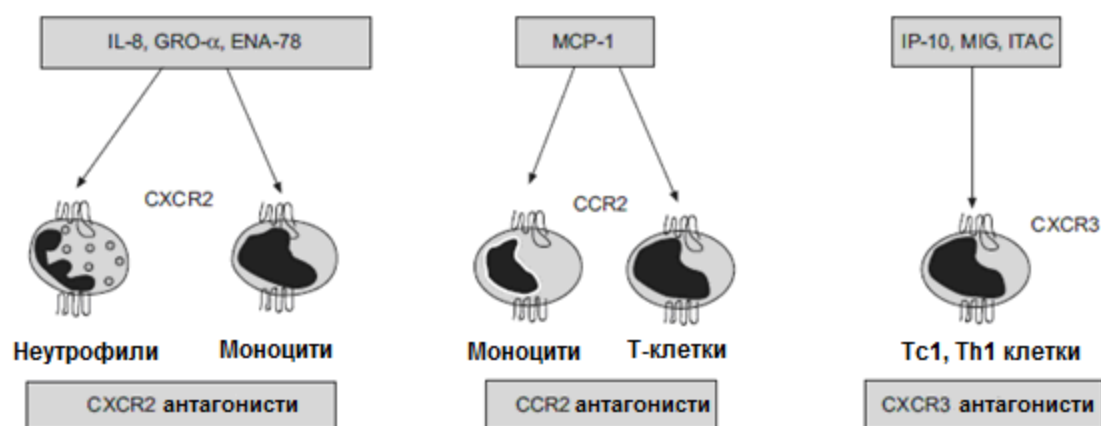 IL-8, GRO-α, ENA-78
MCP-1
IP-10, MIG, ITAC
CXCR2
CCR2
CXCR3
Неутрофили
Моноцити
Моноцити
Т-клетки
Tc1, Th1 клетки
CXCR2 антагонисти
CCR2 антагонисти
CXCR3 антагонисти